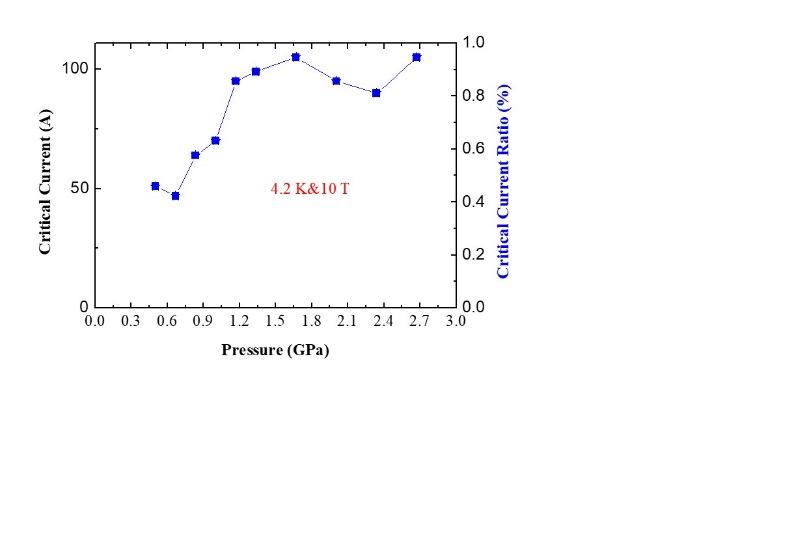 Critical Current (A)
100
50
0
4.2 K&10 T
1.0
0.8
0.6
0.4
0.2
0.0
Critical Current Ratio (%)
0.0 0.3 0.6 0.9 1.2 1.5 1.8 2.1 2.4 2.7 3.0
Pressure (GPa)